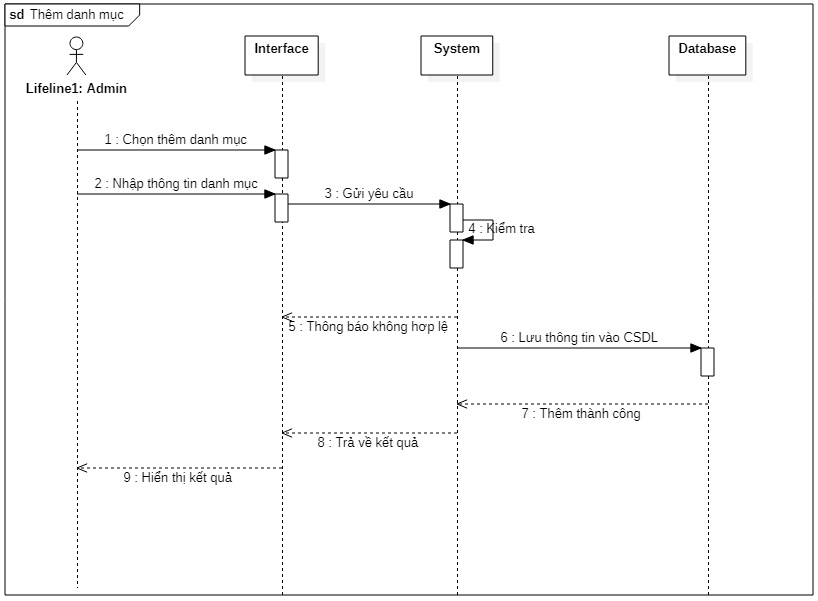 sd Thêm danh mục
Interface
System
Database
Lifeline1: Admin
1 : Chọn thêm danh mục
2 : Nhập thông tin danh mục
3 : Gửi yêu cầu
4 : Kiểm tra
5 : Thông báo không hơp lệ
6 : Lưu thông tin vào CSDL
7 : Thêm thành công
8 : Trả về kết quả
9 : Hiển thị kết quả